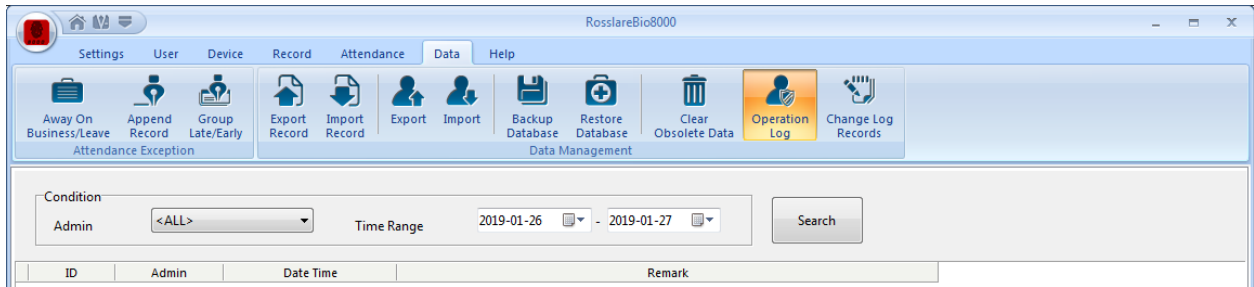 RosslareBio8000
Settings User Device Record Attendance Data Help
Away On Append Group Export Import Export Import Backup Restore Clear Operation Change Log
Business/Leave Record Late/Early Record Record Database Database Obsolete Data Log Records
Attendance Exception Data Management
Condition
Admin <ALL> Time Range 2019-01-26 - 2019-01-27 Search
ID Admin Date Time Remark